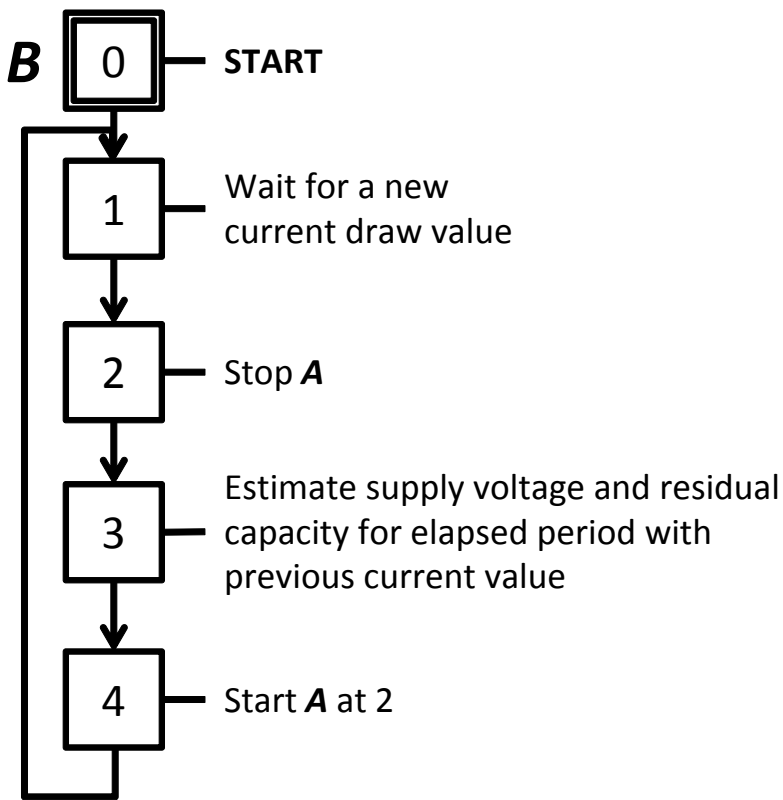 B
0 START
1 Wait for a new
current draw value
2 Stop A
Estimate supply voltage and residual
3 capacity for elapsed period with
previous current value
4 Start A at 2